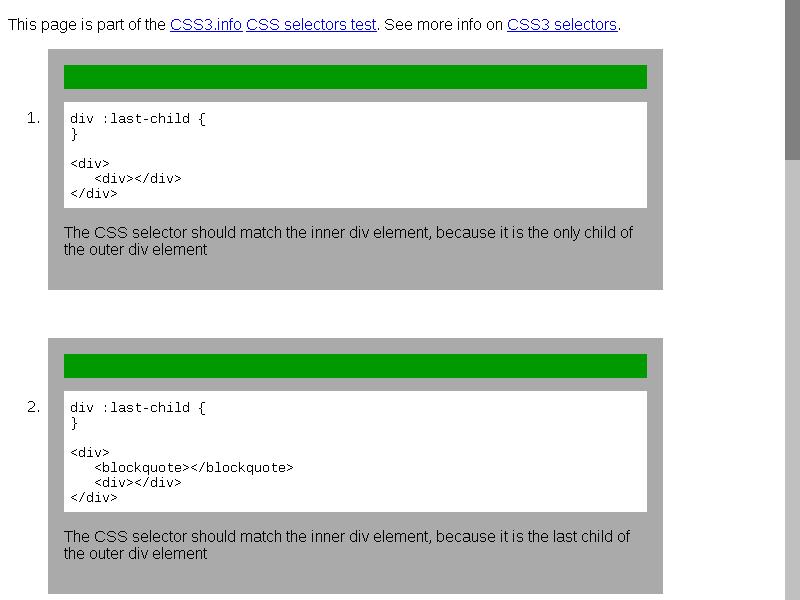 This page is part of the CSS3.info CSS selectors test. See more info on CSS3 selectors.
1.
div :last-child {
}
<div>
<div></div>
</div>
The CSS selector should match the inner div element, because it is the only child of
the outer div element
2.
div :last-child {
}
<div>
<blockquote></blockquote>
<div></div>
</div>
The CSS selector should match the inner div element, because it is the last child of
the outer div element